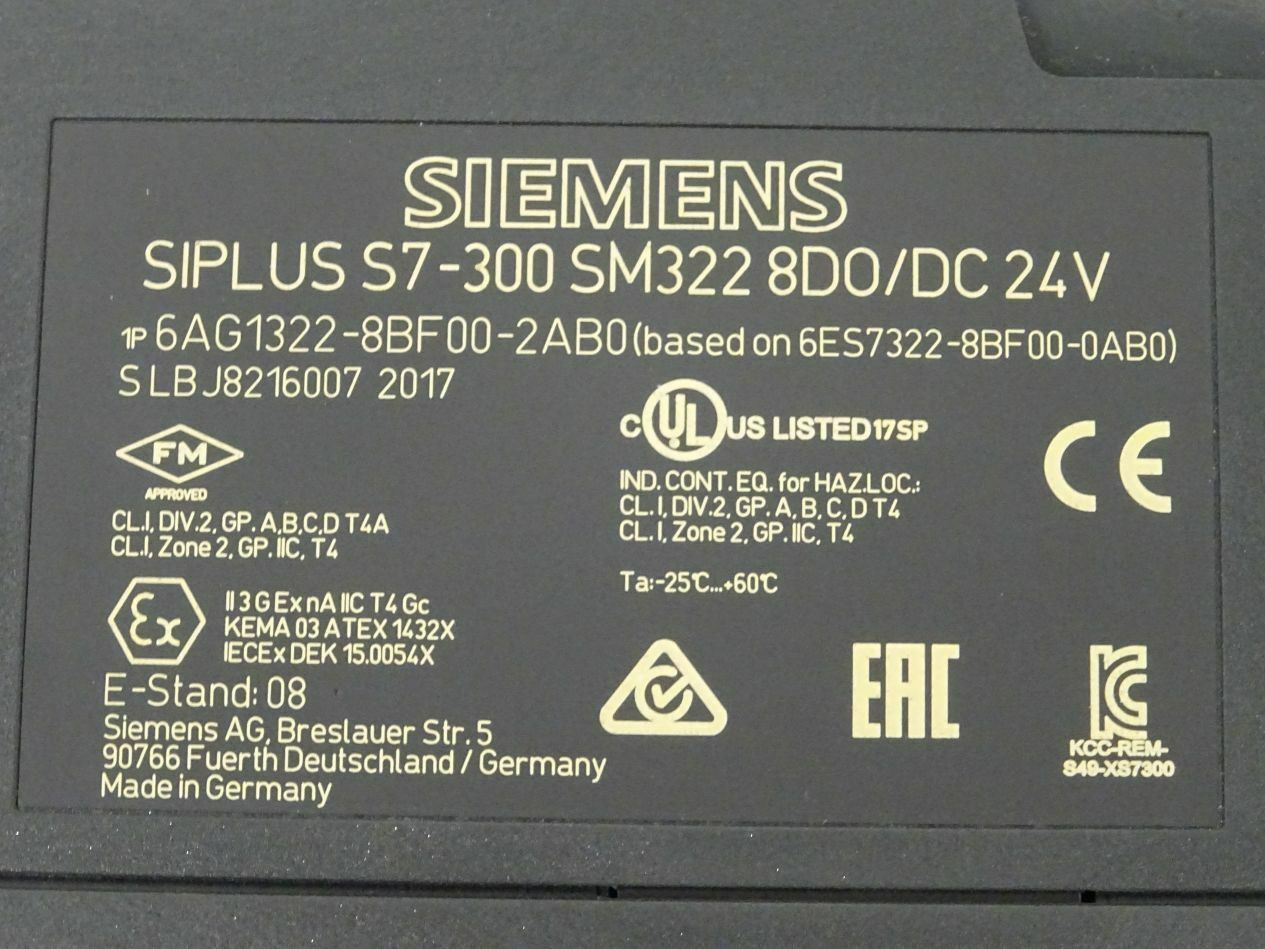 SIEMENS
SIPLUS S7-300 SM322 8DO/DC 24V
1P 6AG1322-8BF00-2AB0 (based on 6ES7322-8BF00-0AB0)
S LBJ8216007 2017
FM
APPROVED
CL.I, DIV.2, GP. A,B,C,D T4A
CL.I, Zone 2, GP. IIC, T4
C UL US LISTED 17SP
IND. CONT. EQ. for HAZ.LOC.:
CL. I, DIV.2, GP. A, B, C, D T4
CL. I, Zone 2, GP. IIC, T4
Ta:-25℃...+60℃
CE
Ex
II 3 G Ex nA IIC T4 Gc
KEMA 03 ATEX 1432X
IECEx DEK 15.0054X
E-Stand: 08
Siemens AG, Breslauer Str. 5
90766 Fuerth Deutschland / Germany
Made in Germany
EAC
KC
KCC-REM-
S49-XS7300